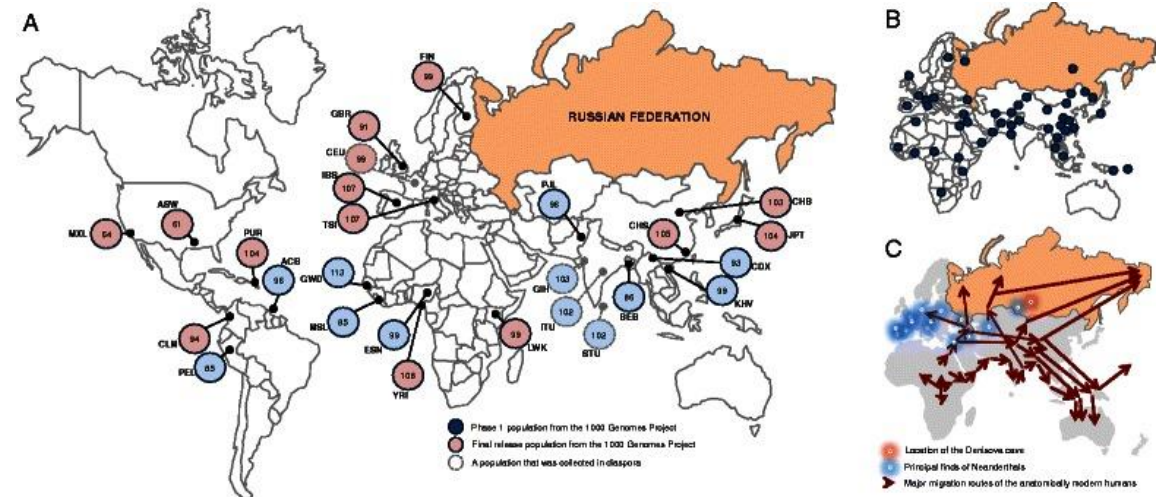 A
B
FIN
99
GBR
91
RUSSIAN FEDERATION
CEU
99
IBS
107
PJL
96
TSI
107
103
CHB
ASW
61
CHS
105
MXL
64
PUR
104
104
JPT
ACB
96
GWD
113
93
CDX
C
GIH
103
MSL
85
99
KHV
86
BEB
ITU
102
ESN
99
102
STU
CLM
94
99
LWK
PEL
85
108
YRI
Phase 1 population from the 1000 Genomes Project
Final release population from the 1000 Genomes Project
A population that was collected in diaspora
Location of the Denisova cave
Principal finds of Neanderthals
Major migration routes of the anatomically modern humans